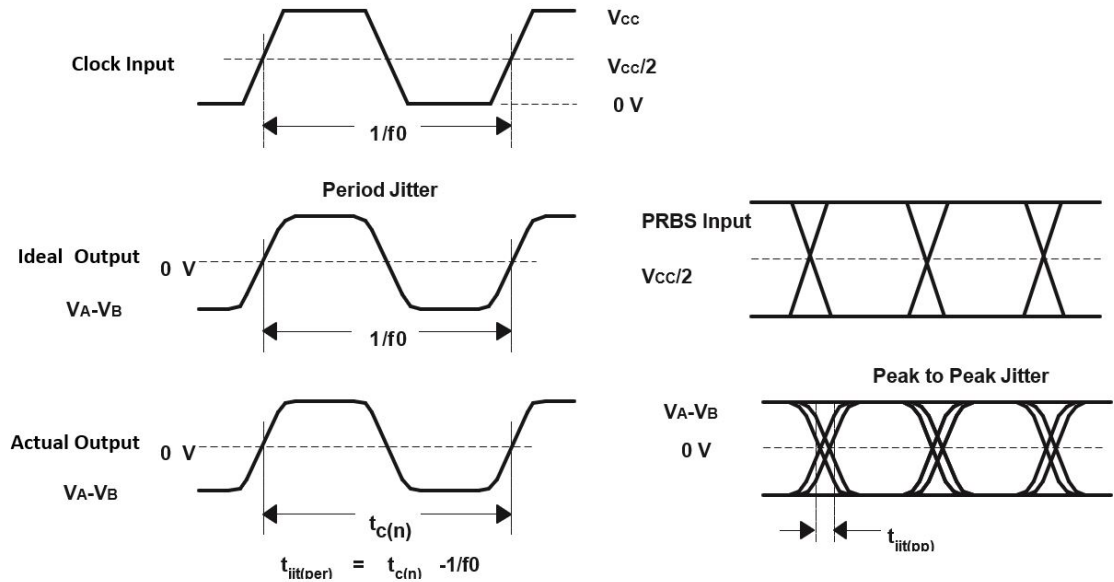 Clock Input
VCC
VCC/2
0 V
1/f0
Period Jitter
Ideal Output
0 V
VA-VB
1/f0
Actual Output
0 V
VA-VB
tc(n)
tjit(per) = tc(n) -1/f0
PRBS Input
VCC/2
Peak to Peak Jitter
VA-VB
0 V
tjit(pp)